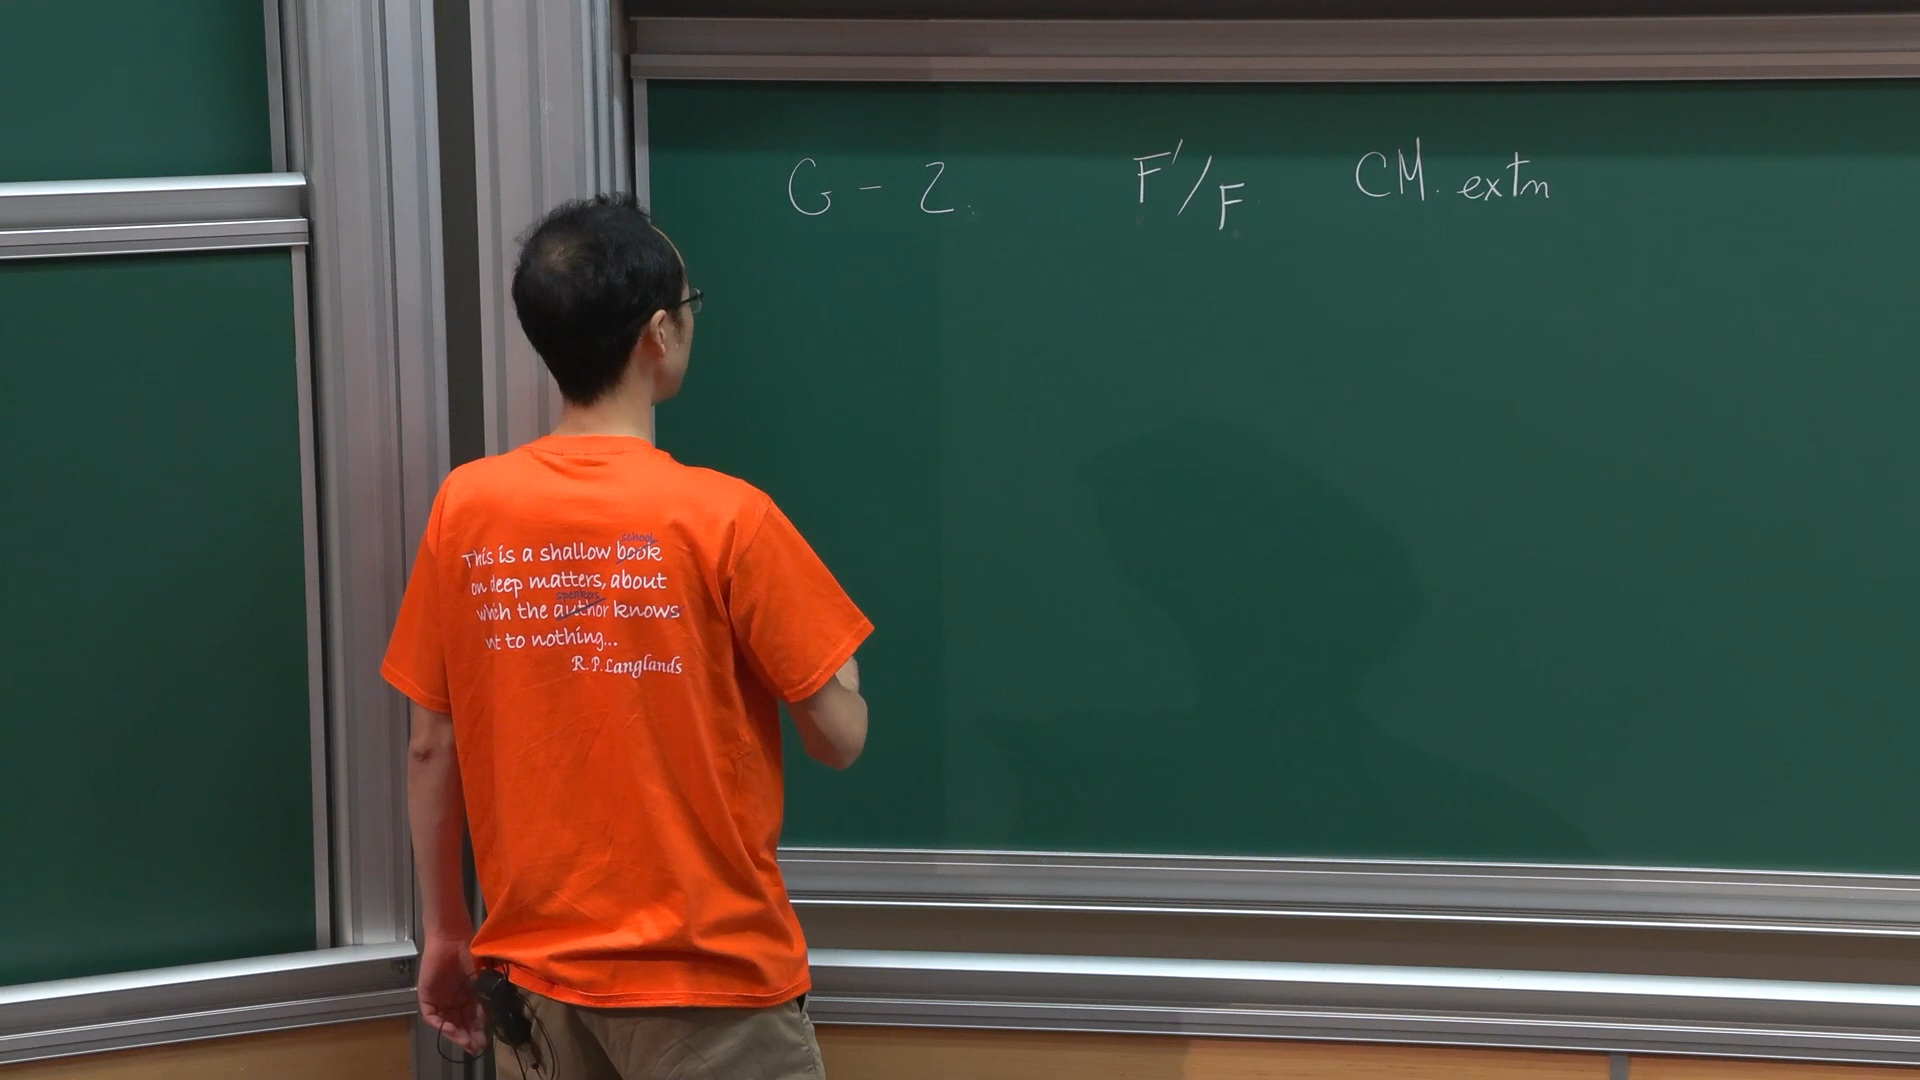 G - 2. F'/F CM. extn
This is a shallow book
school
on deep matters, about
speakers
which the author knows
nt to nothing...
R.P. Langlands